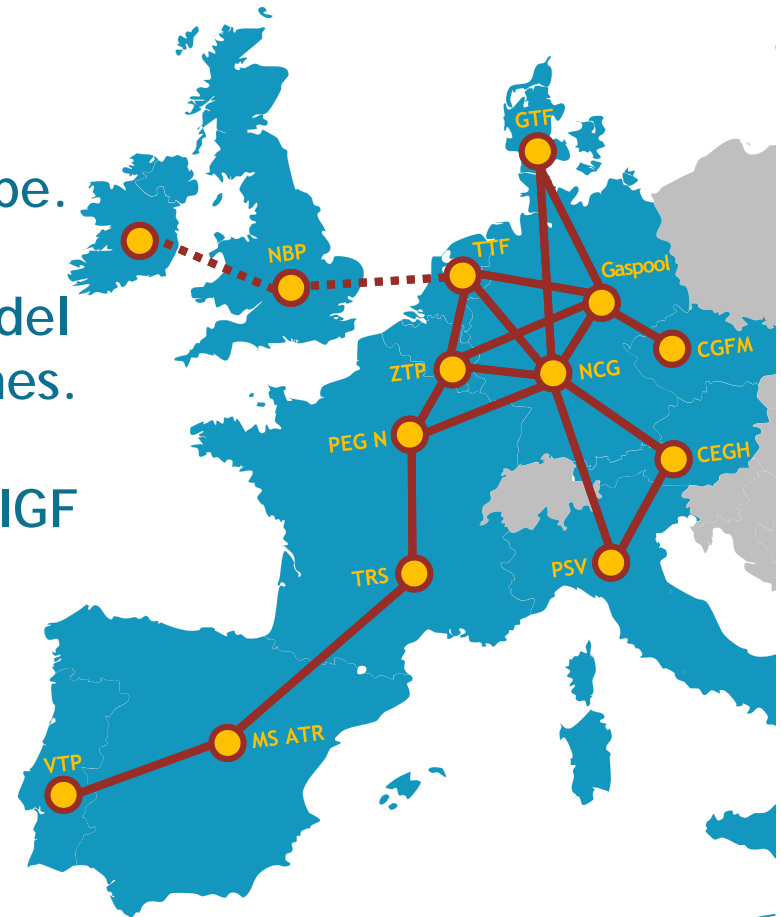 GTF
pe.
NBP
TTF
Gaspool
del
CGFM
ZTP
NCG
nes.
PEG N
CEGH
IGF
PSV
TRS
MS ATR
VTP